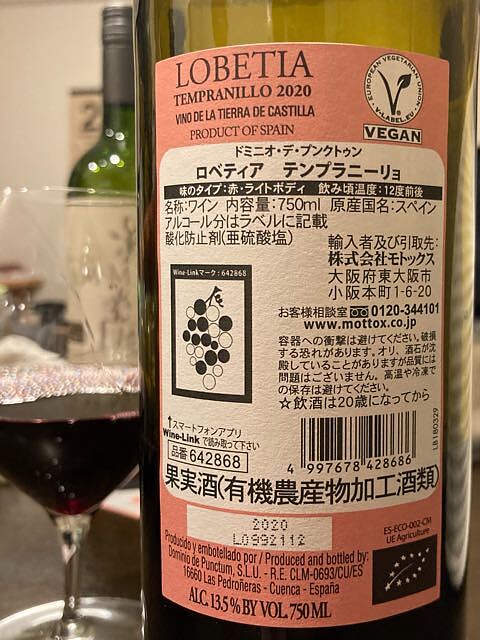 LOBETIA
TEMPRANILLO 2020
VINO DE LA TIERRA DE CASTILLA
PRODUCT OF SPAIN
EUROPEAN VEGETARIAN UNION
V-LABEL.EU
VEGAN
ドミニオ・デ・プンクトゥン
ロベティア テンプラニーリョ
味のタイプ:赤・ライトボディ 飲み頃温度:12度前後
名称:ワイン 内容量:750ml 原産国名:スペイン
アルコール分はラベルに記載
酸化防止剤(亜硫酸塩)
輸入者及び引取先:
株式会社モトックス
大阪府東大阪市
小阪本町1-6-20
Wine-Linkマーク:642868
お客様相談室 0120-344101
www.mottox.co.jp
容器への衝撃は避けてください。破損
する恐れがあります。オリ、酒石が沈
殿していることがありますが品質には
問題はございません。高温や冷凍で
の保存は避けてください。
☆飲酒は20歳になってから
↑スマートフォンアプリ
Wine-Linkで読み取って下さい
品番 642868
4 997678 428686
LB180329
果実酒(有機農産物加工酒類)
2020
L0992112
ES-ECO-002-CM
UE Agriculture
Producido y embotellado por / Produced and bottled by:
Dominio de Punctum, S.L.U. - R.E. CLM-0693/CU/ES
16660 Las Pedroñeras - Cuenca - España
ALC. 13.5% BY VOL. 750 ML